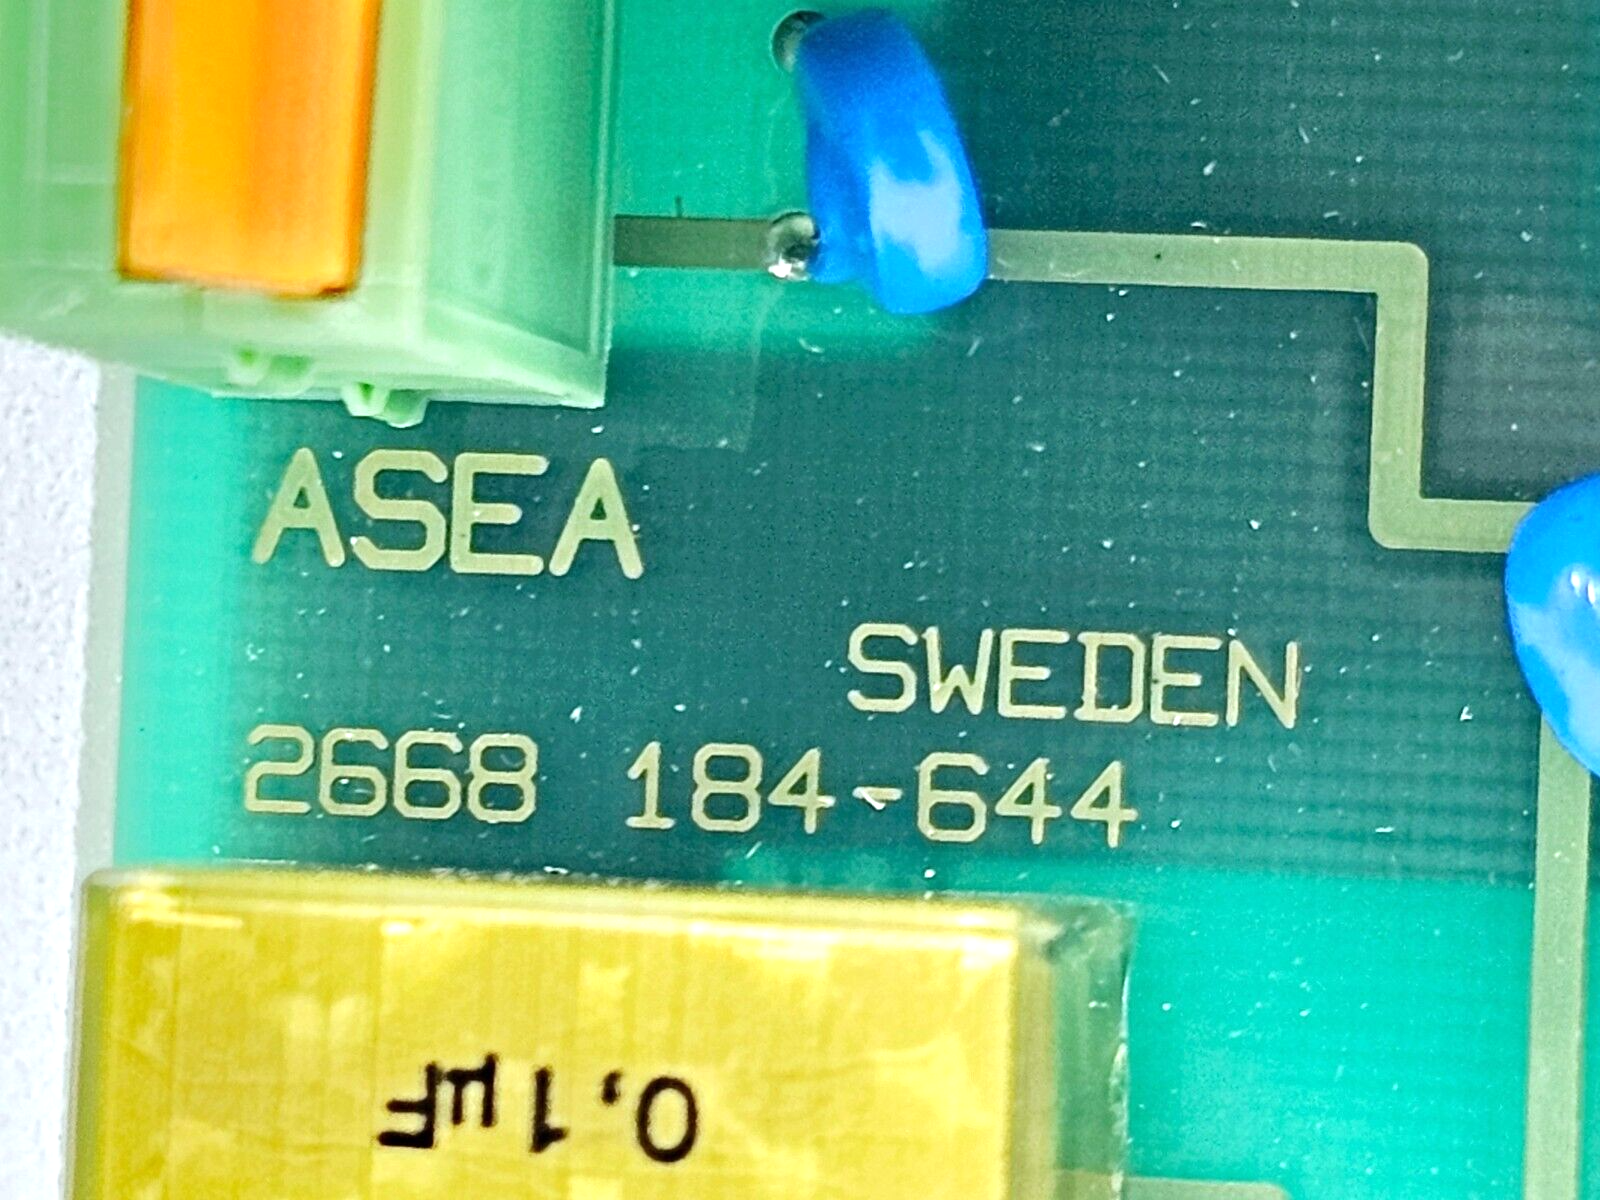 ASEA
SWEDEN
2668 184-644
0,1µF